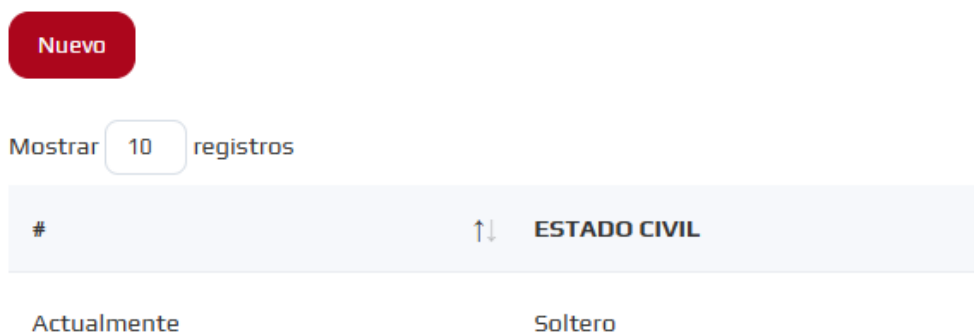 Nuevo
Mostrar 10 registros
# ↑↓ ESTADO CIVIL
Actualmente Soltero